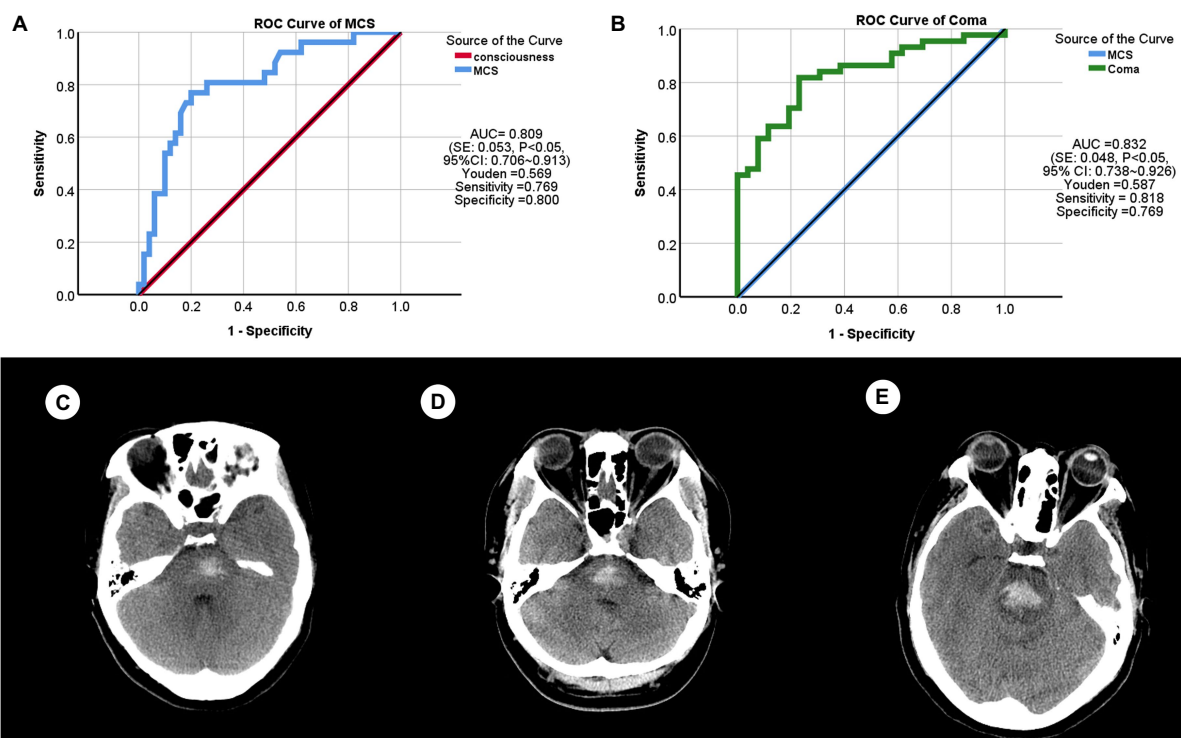 A
ROC Curve of MCS
Source of the Curve
consciousness
MCS
1.0
0.8
0.6
0.4
0.2
0.0
Sensitivity
AUC= 0.809
(SE: 0.053, P<0.05,
95%CI: 0.706~0.913)
Youden =0.569
Sensitivity =0.769
Specificity =0.800
0.0 0.2 0.4 0.6 0.8 1.0
1 - Specificity
B
ROC Curve of Coma
Source of the Curve
MCS
Coma
1.0
0.8
0.6
0.4
0.2
0.0
Sensitivity
AUC =0.832
(SE: 0.048, P<0.05,
95% CI: 0.738~0.926)
Youden =0.587
Sensitivity =0.818
Specificity =0.769
0.0 0.2 0.4 0.6 0.8 1.0
1 - Specificity
C
D
E